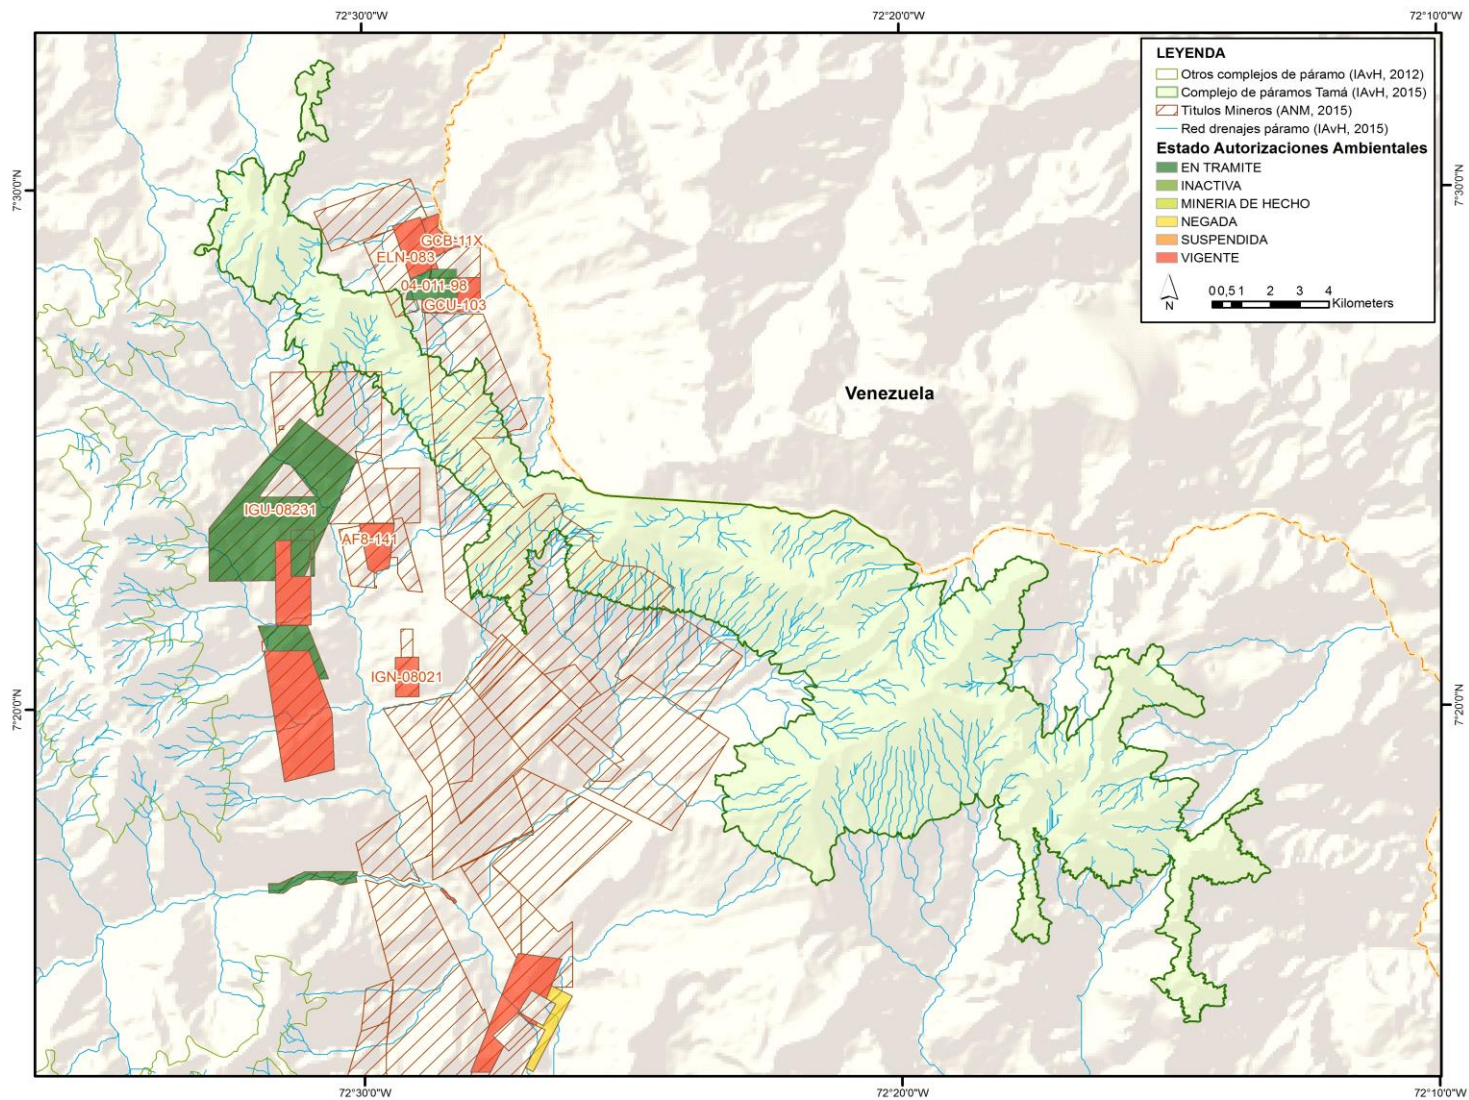 72°30'0"W
72°20'0"W
72°10'0"W
LEYENDA
Otros complejos de páramo (IAvH, 2012)
Complejo de páramos Tamá (IAvH, 2015)
Titulos Mineros (ANM, 2015)
Red drenajes páramo (IAvH, 2015)
Estado Autorizaciones Ambientales
EN TRAMITE
INACTIVA
MINERIA DE HECHO
NEGADA
SUSPENDIDA
VIGENTE
N
0 0,5 1 2 3 4
Kilometers
7°30'0"N
7°30'0"N
GCB-11X
ELN-083
04-011-98
GCU-103
Venezuela
IGU-08231
AF8-141
IGN-08021
7°20'0"N
7°20'0"N
72°30'0"W
72°20'0"W
72°10'0"W